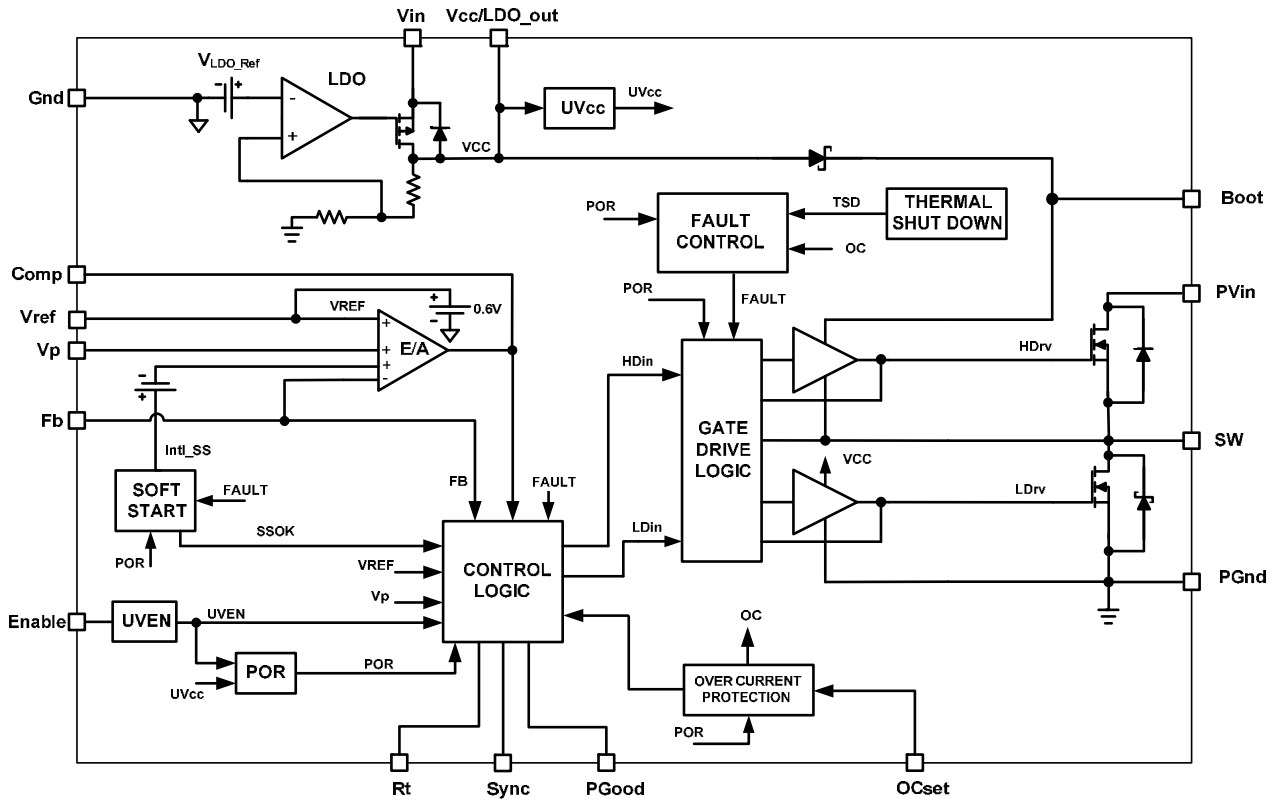 Vin Vcc/LDO_out
VLDO_Ref
LDO
Gnd
-
+
- +
UVcc
UVcc
VCC
Boot
POR
FAULT
CONTROL
TSD
THERMAL
SHUT DOWN
OC
Comp
Vref
VREF
+
-
0.6V
POR
FAULT
PVin
Vp
+
+
+
-
E/A
HDin
HDrv
-
+
Fb
Intl_SS
GATE
DRIVE
LOGIC
SW
VCC
SOFT
START
FAULT
FB
FAULT
LDrv
POR
SSOK
LDin
VREF
Vp
CONTROL
LOGIC
PGnd
Enable
UVEN
UVEN
OC
POR
POR
UVcc
OVER CURRENT
PROTECTION
POR
Rt
Sync
PGood
OCset